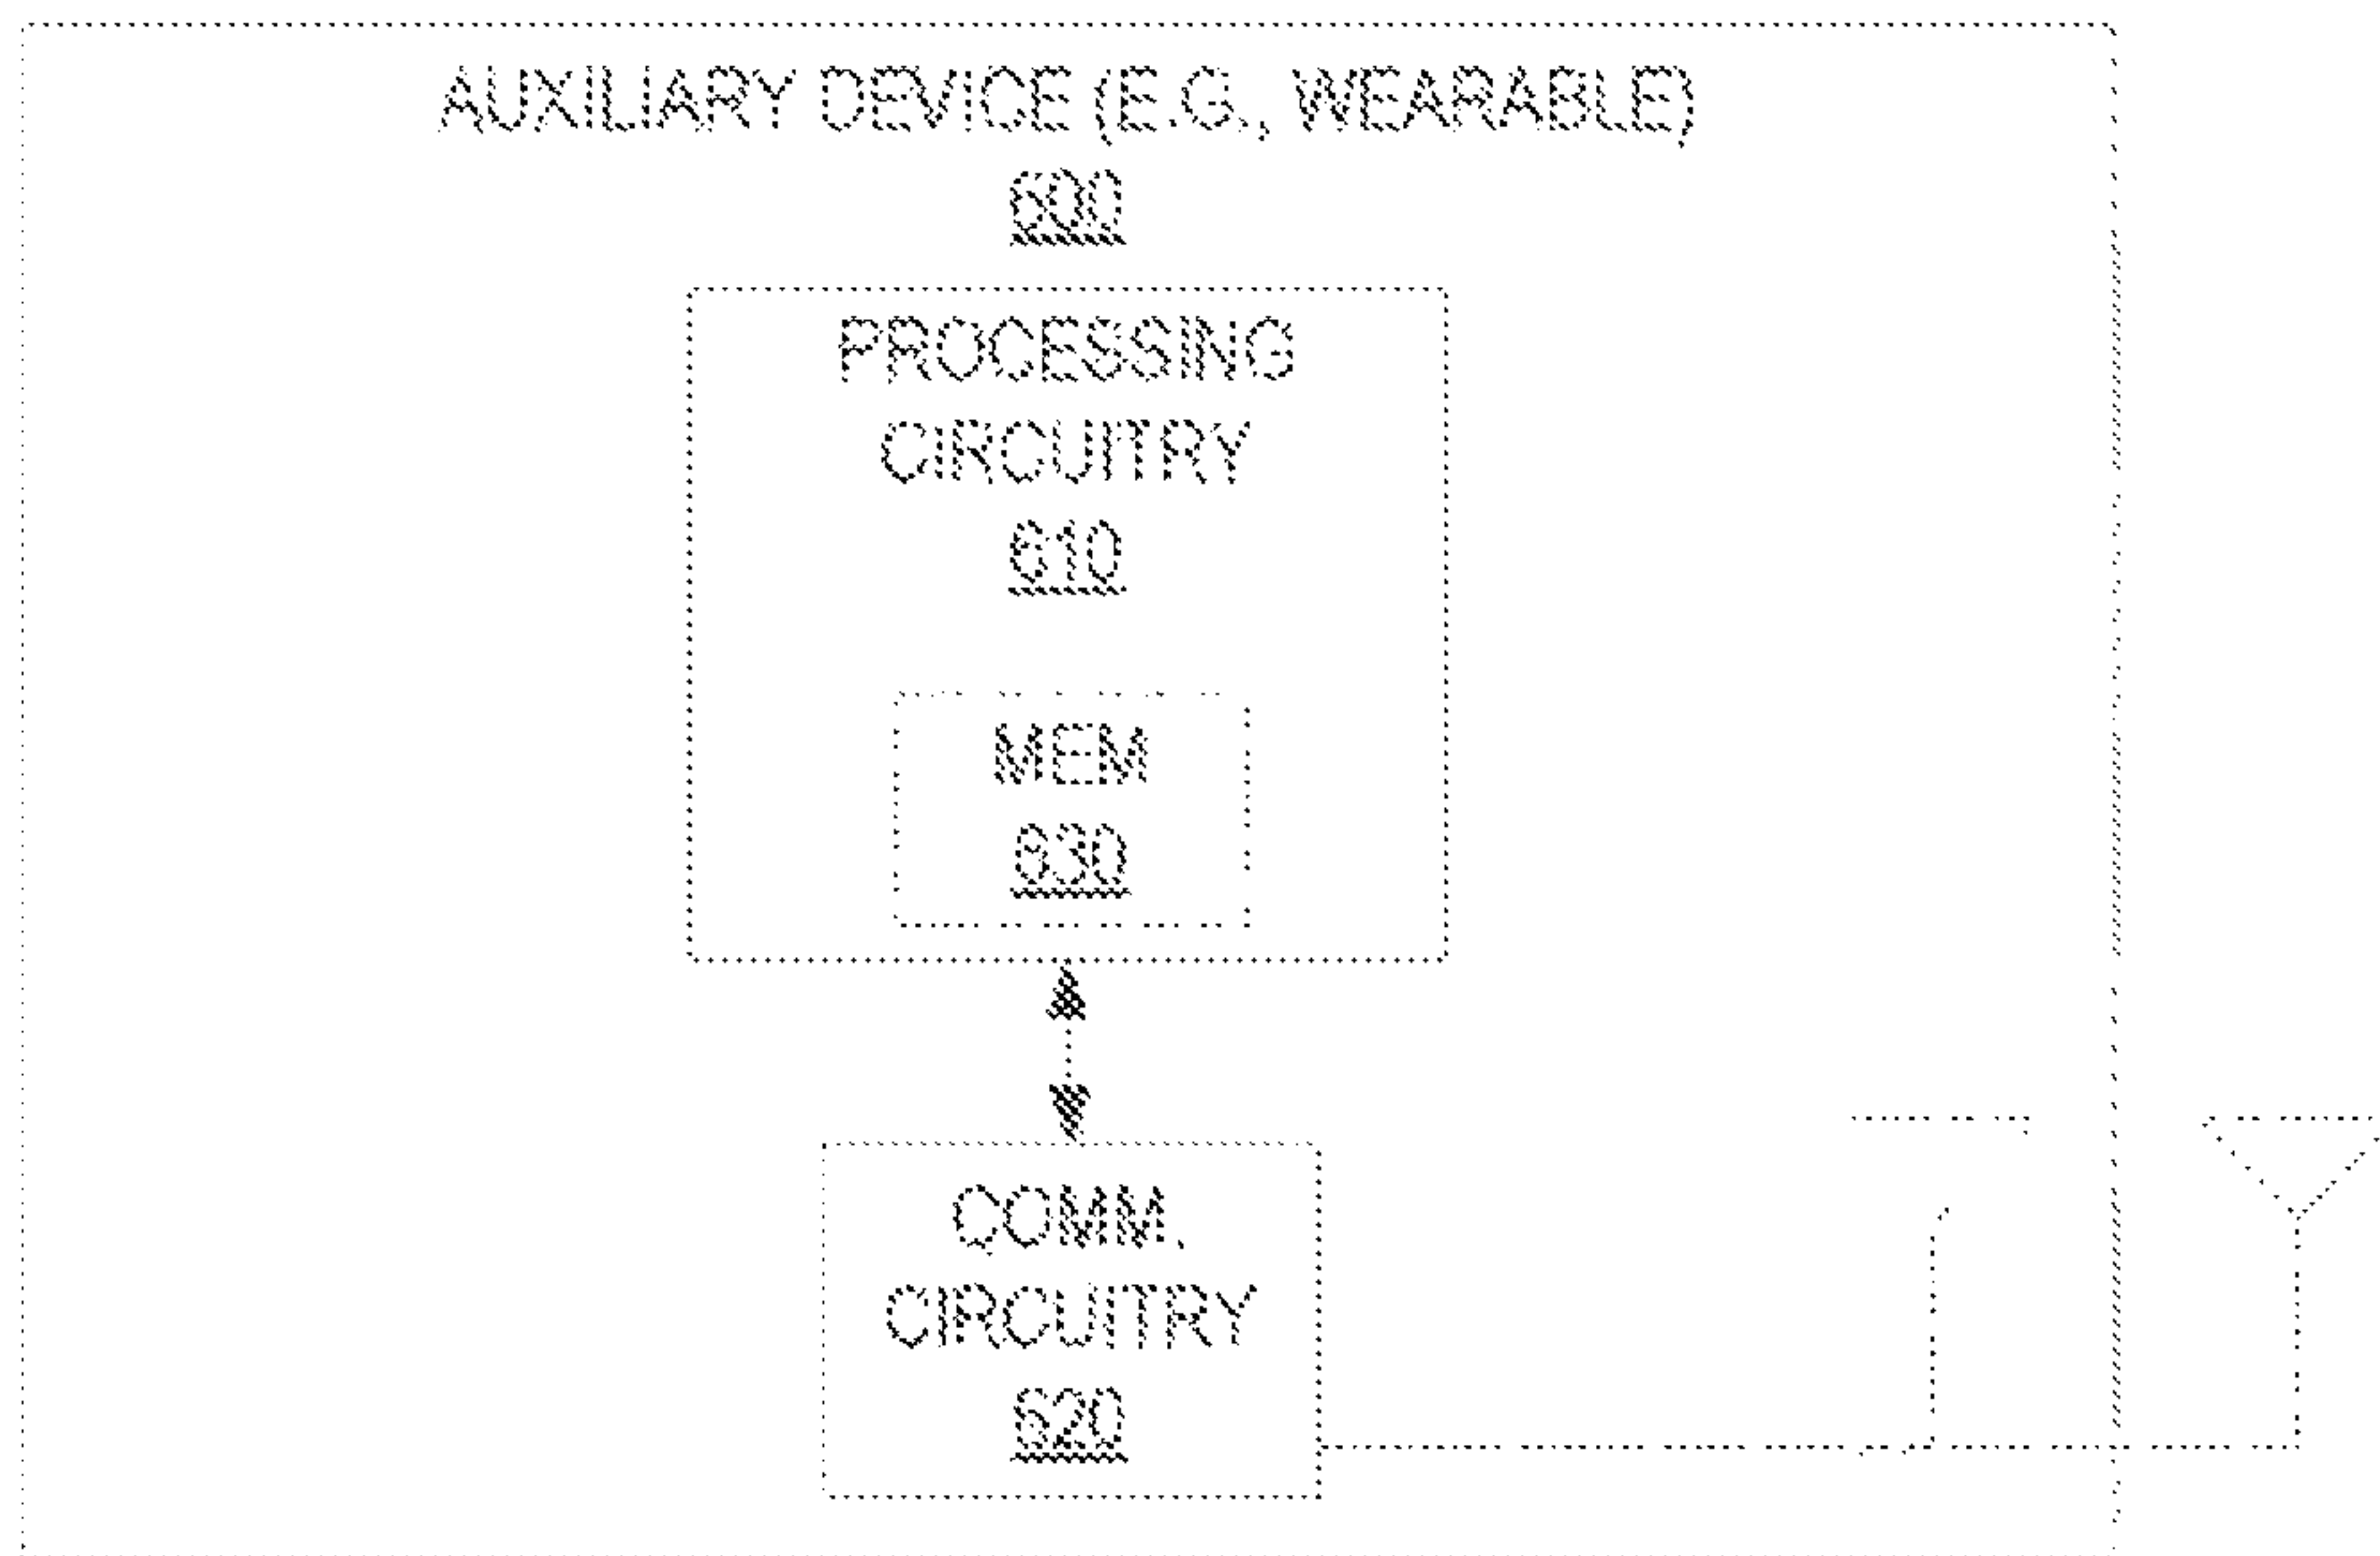 AUXILIARY DEVICE (E.G., WEARABLE)
600
PROCESSING
CIRCUITRY
610
MEM
630
COMM.
CIRCUITRY
620